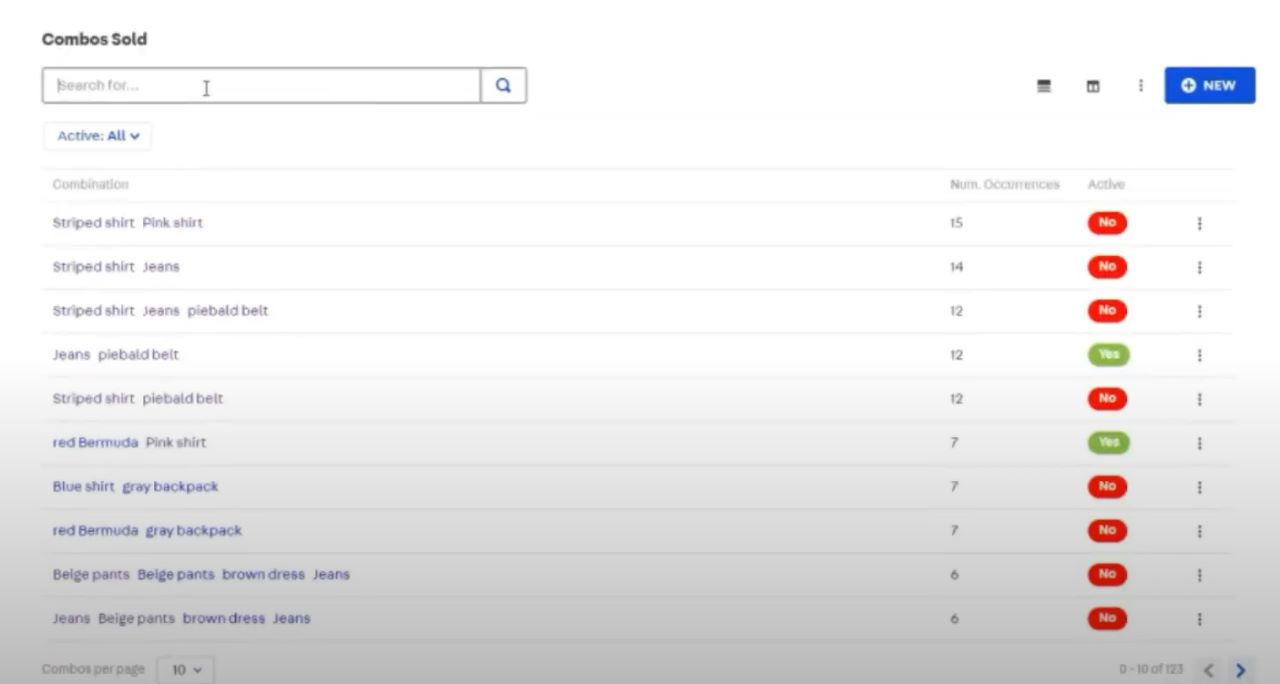 Combos Sold
Search for...
NEW
Active: All
Combination Num. Occurrences Active
Striped shirt Pink shirt 15 No
Striped shirt Jeans 14 No
Striped shirt Jeans piebald belt 12 No
Jeans piebald belt 12 Yes
Striped shirt piebald belt 12 No
red Bermuda Pink shirt 7 Yes
Blue shirt gray backpack 7 No
red Bermuda gray backpack 7 No
Beige pants Beige pants brown dress Jeans 6 No
Jeans Beige pants brown dress Jeans 6 No
Combos per page 10 0 - 10 of 123